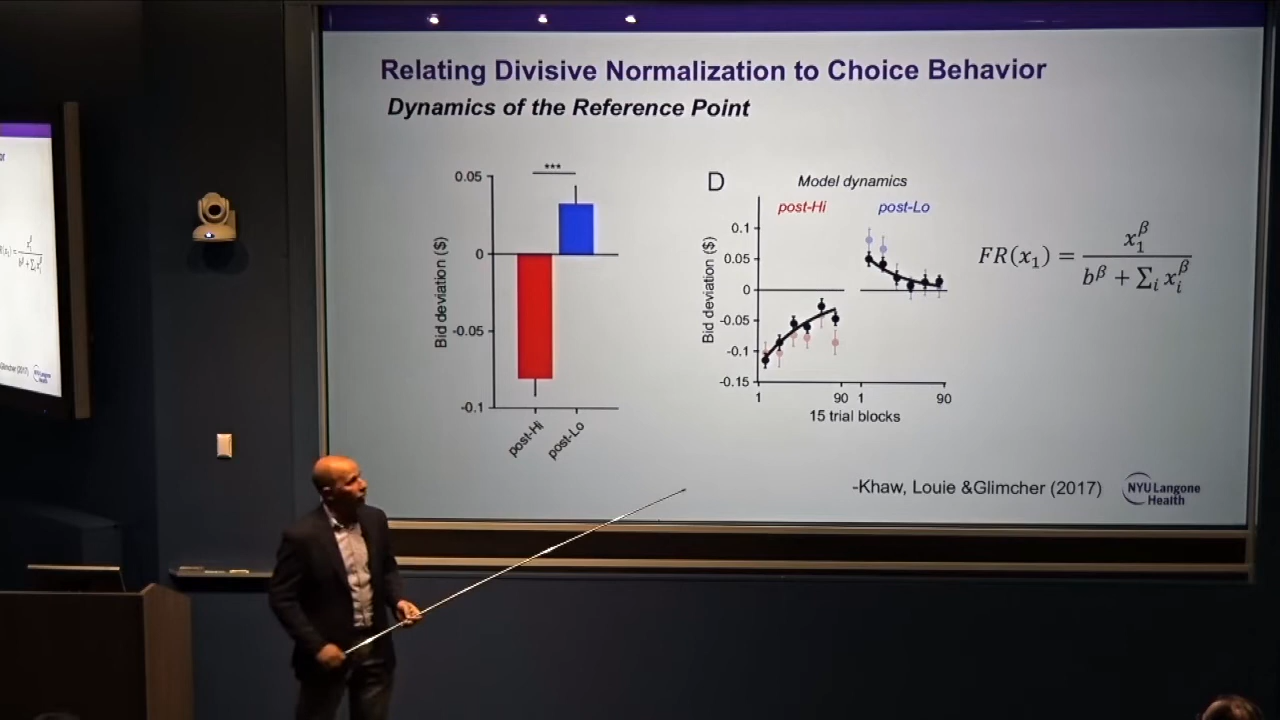 Relating Divisive Normalization to Choice Behavior
Dynamics of the Reference Point
***
0.05
0
-0.05
-0.1
Bid deviation ($)
post-Hi
post-Lo
D
Model dynamics
post-Hi
post-Lo
0.1
0.05
0
-0.05
-0.1
-0.15
Bid deviation ($)
1
90
1
90
15 trial blocks
FR(x₁) = x₁^β / (b^β + ∑ᵢ xᵢ^β)
-Khaw, Louie &Glimcher (2017)
NYU Langone
Health
or
Glimcher (2017)